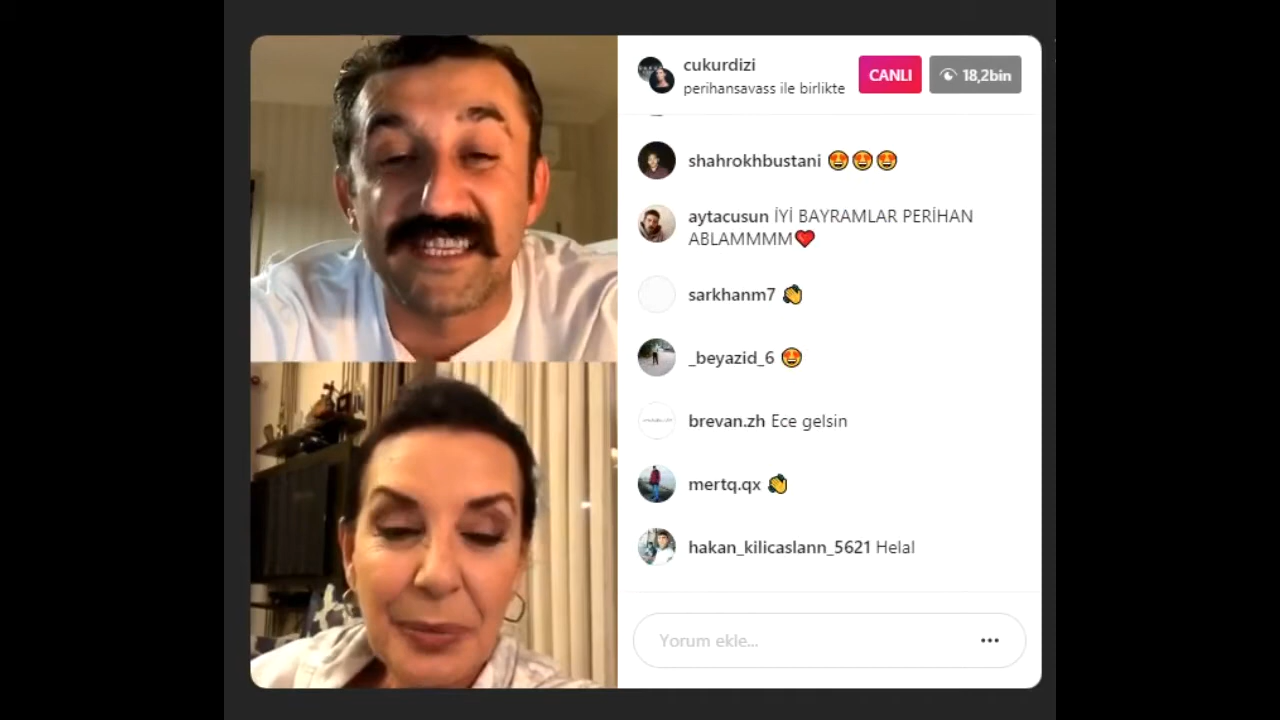 cukurdizi
perihansavass ile birlikte
CANLI
18,2bin
shahrokhbustani 🤩🤩🤩
aytacusun İYİ BAYRAMLAR PERİHAN
ABLAMMMM❤️
sarkhanm7 👏
_beyazid_6 🤩
brevan.zh Ece gelsin
mertq.qx 👏
hakan_kilicaslann_5621 Helal
Yorum ekle...